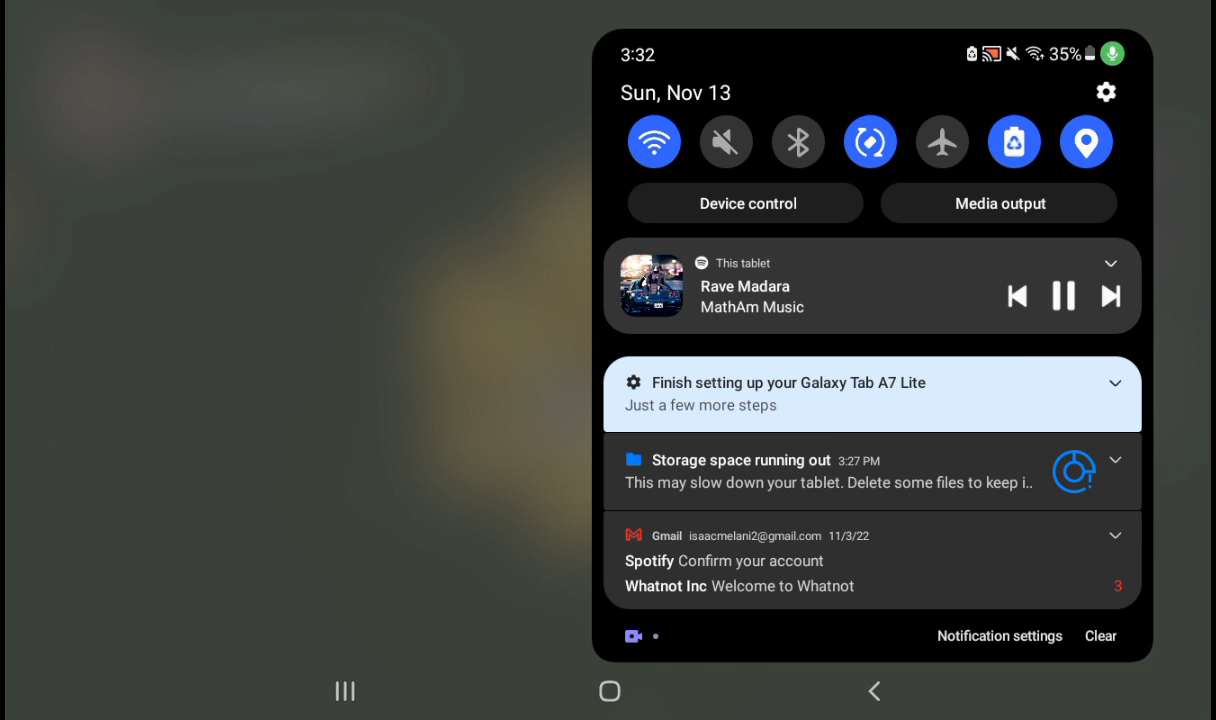 3:32
35%
Sun, Nov 13
Device control
Media output
This tablet
Rave Madara
MathAm Music
Finish setting up your Galaxy Tab A7 Lite
Just a few more steps
Storage space running out 3:27 PM
This may slow down your tablet. Delete some files to keep i..
Gmail isaacmelani2@gmail.com 11/3/22
Spotify Confirm your account
Whatnot Inc Welcome to Whatnot
3
Notification settings
Clear